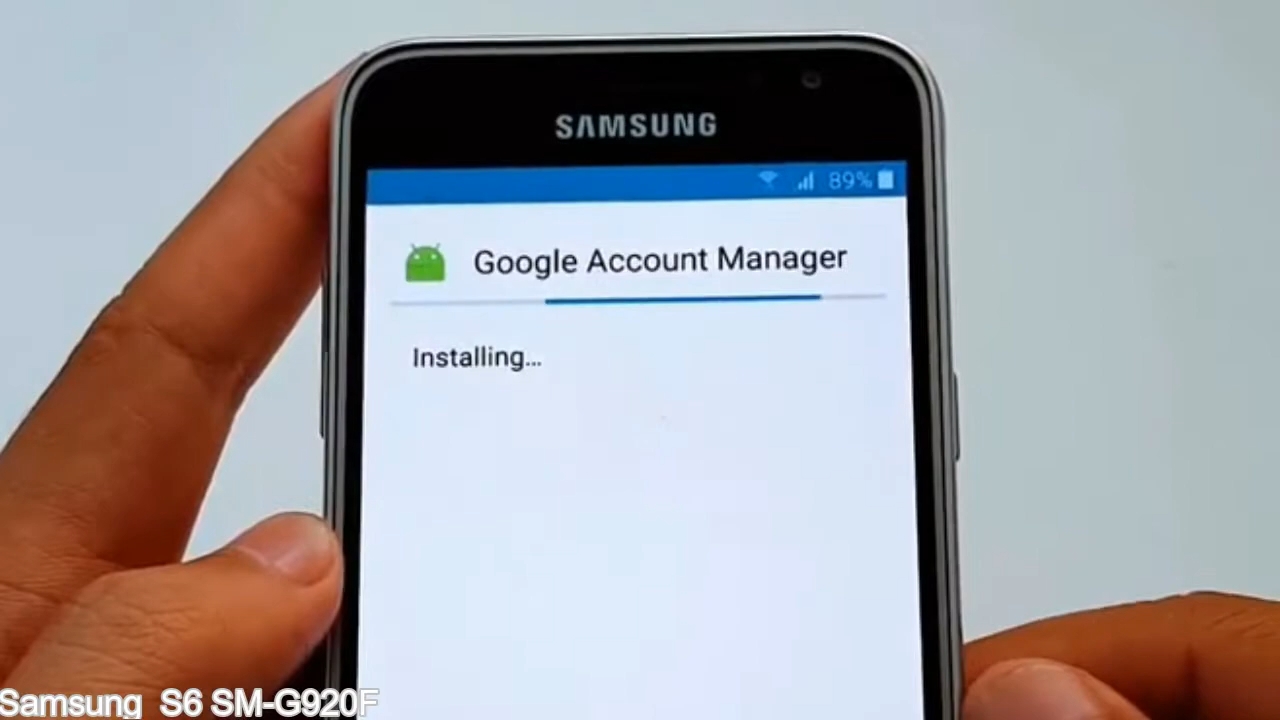 SAMSUNG
89%
Google Account Manager
Installing...
Samsung S6 SM-G920F